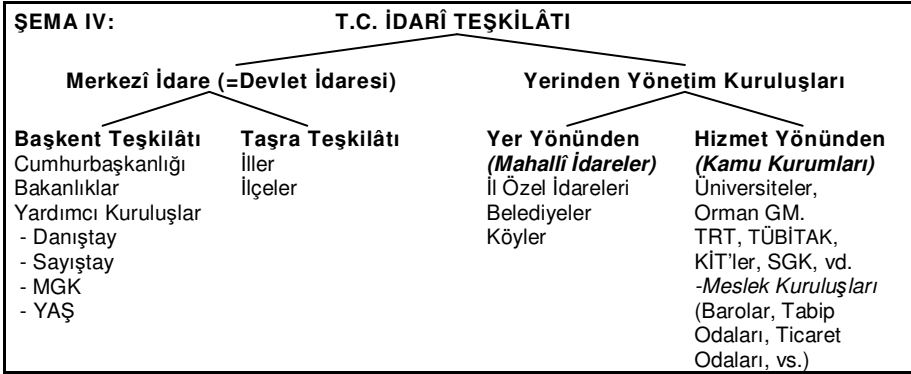 ŞEMA IV: T.C. İDARÎ TEŞKİLÂTI
Merkezî İdare (=Devlet İdaresi)
Yerinden Yönetim Kuruluşları
Başkent Teşkilâtı
Cumhurbaşkanlığı
Bakanlıklar
Yardımcı Kuruluşlar
- Danıştay
- Sayıştay
- MGK
- YAŞ
Taşra Teşkilâtı
İller
İlçeler
Yer Yönünden
(Mahallî İdareler)
İl Özel İdareleri
Belediyeler
Köyler
Hizmet Yönünden
(Kamu Kurumları)
Üniversiteler,
Orman GM.
TRT, TÜBİTAK,
KİT’ler, SGK, vd.
-Meslek Kuruluşları
(Barolar, Tabip
Odaları, Ticaret
Odaları, vs.)